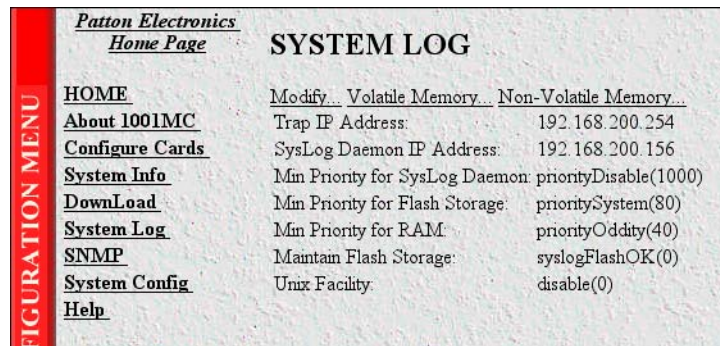 Patton Electronics
Home Page
SYSTEM LOG
FIGURATION MENU
HOME
About 1001MC
Configure Cards
System Info
DownLoad
System Log
SNMP
System Config
Help
Modify... Volatile Memory... Non-Volatile Memory...
Trap IP Address: 192.168.200.254
SysLog Daemon IP Address: 192.168.200.156
Min Priority for SysLog Daemon: priorityDisable(1000)
Min Priority for Flash Storage: prioritySystem(80)
Min Priority for RAM: priorityOddity(40)
Maintain Flash Storage: syslogFlashOK(0)
Unix Facility: disable(0)